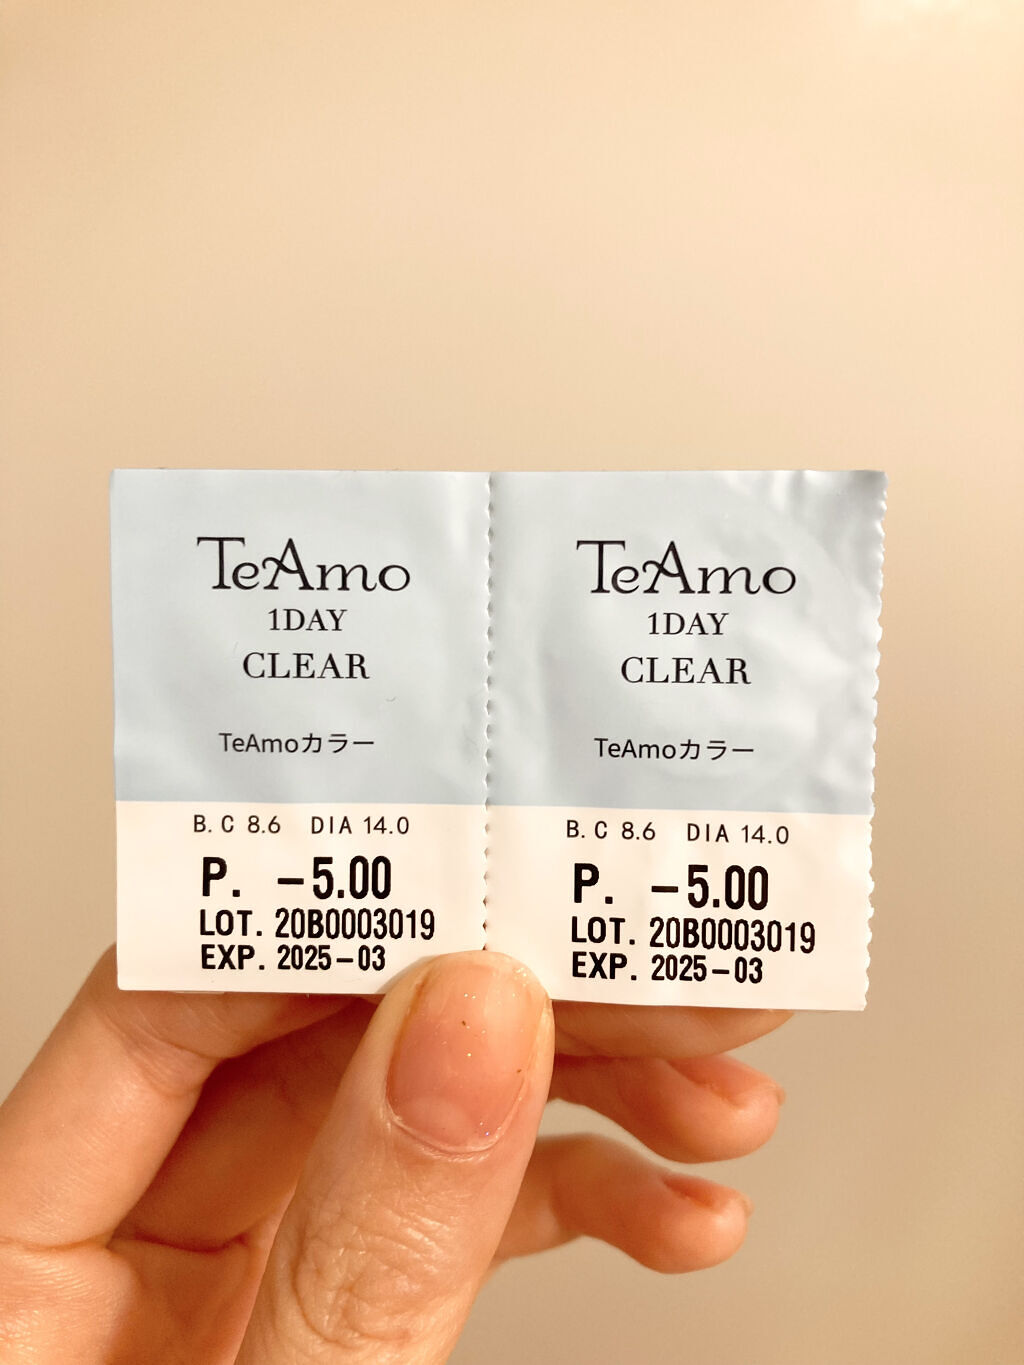 TeAmo
1DAY
CLEAR
TeAmoカラー
B.C 8.6 DIA 14.0
P. -5.00
LOT. 20B0003019
EXP. 2025-03
TeAmo
1DAY
CLEAR
TeAmoカラー
B.C 8.6 DIA 14.0
P. -5.00
LOT. 20B0003019
EXP. 2025-03